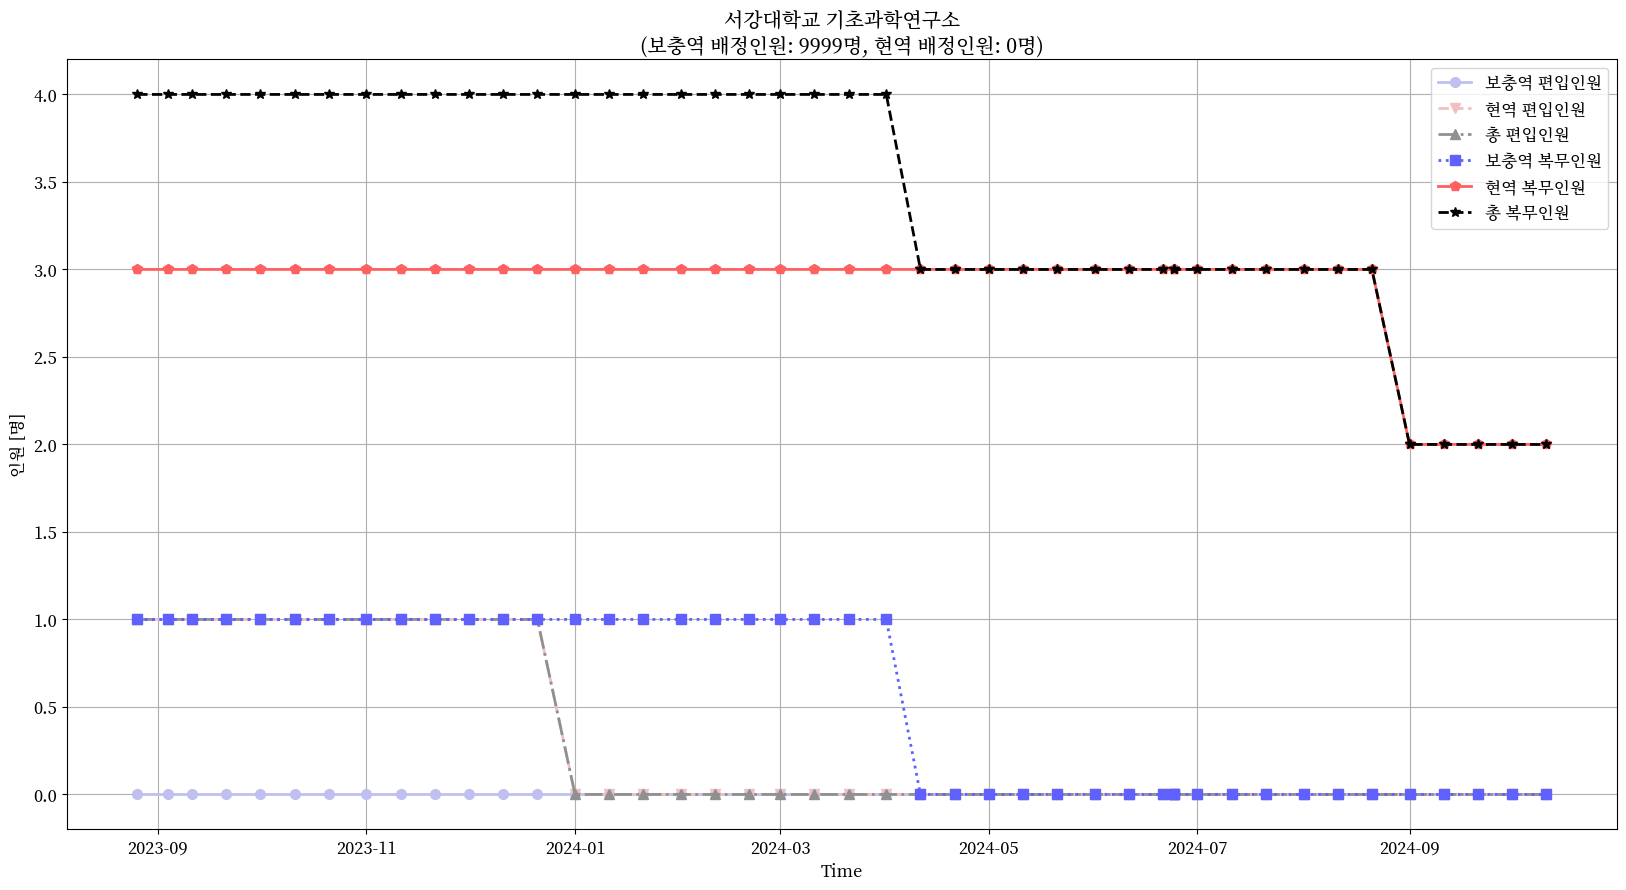 서강대학교 기초과학연구소
(보충역 배정인원: 9999명, 현역 배정인원: 0명)
보충역 편입인원
현역 편입인원
총 편입인원
보충역 복무인원
현역 복무인원
총 복무인원
인원 [명]
4.0
3.5
3.0
2.5
2.0
1.5
1.0
0.5
0.0
2023-09 2023-11 2024-01 2024-03 2024-05 2024-07 2024-09
Time